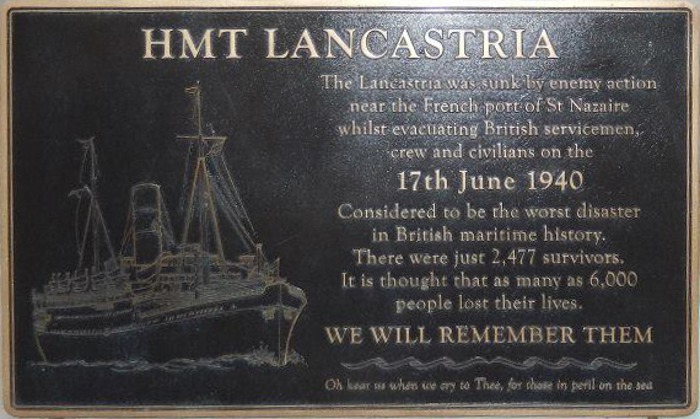 HMT LANCASTRIA
The Lancastria was sunk by enemy action
near the French port of St Nazaire
whilst evacuating British servicemen,
crew and civilians on the
17th June 1940
Considered to be the worst disaster
in British maritime history.
There were just 2,477 survivors.
It is thought that as many as 6,000
people lost their lives.
WE WILL REMEMBER THEM
Oh hear us when we cry to Thee, for those in peril on the sea